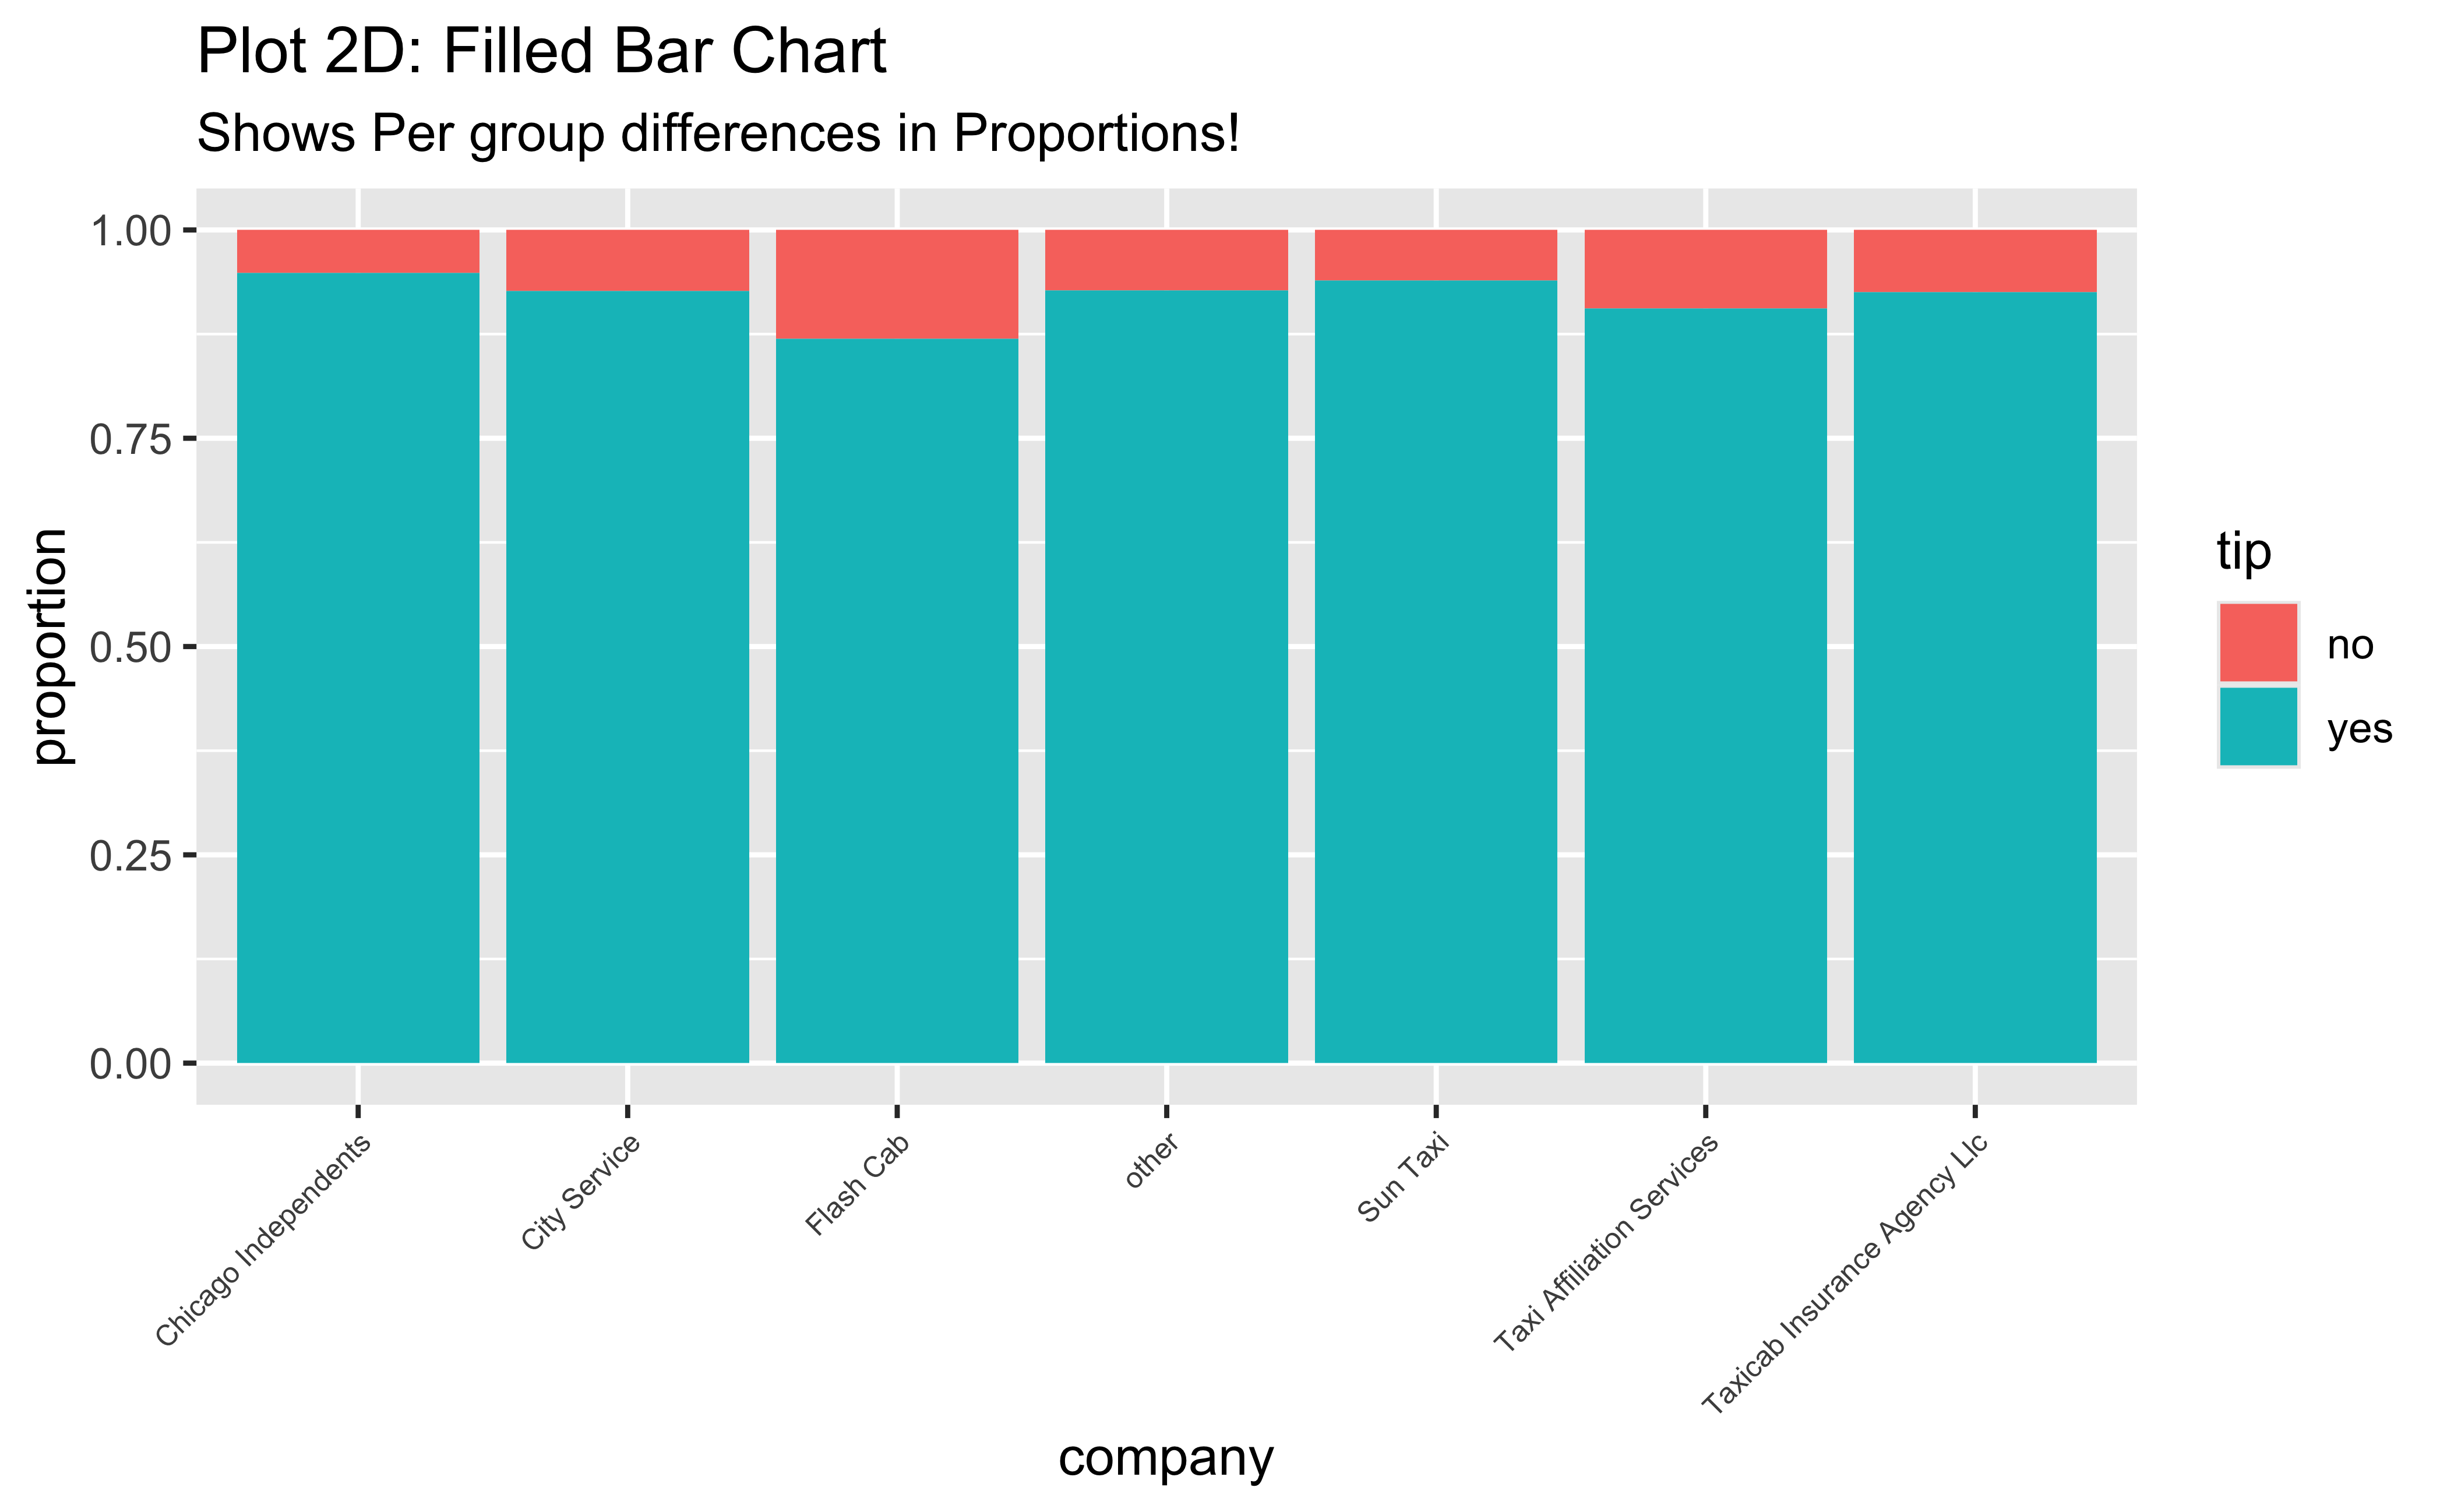 Plot 2D: Filled Bar Chart
Shows Per group differences in Proportions!
1.00
0.75
0.50
0.25
0.00
proportion
Chicago Independents
City Service
Flash Cab
other
Sun Taxi
Taxi Affiliation Services
Taxicab Insurance Agency Llc
company
tip
no
yes